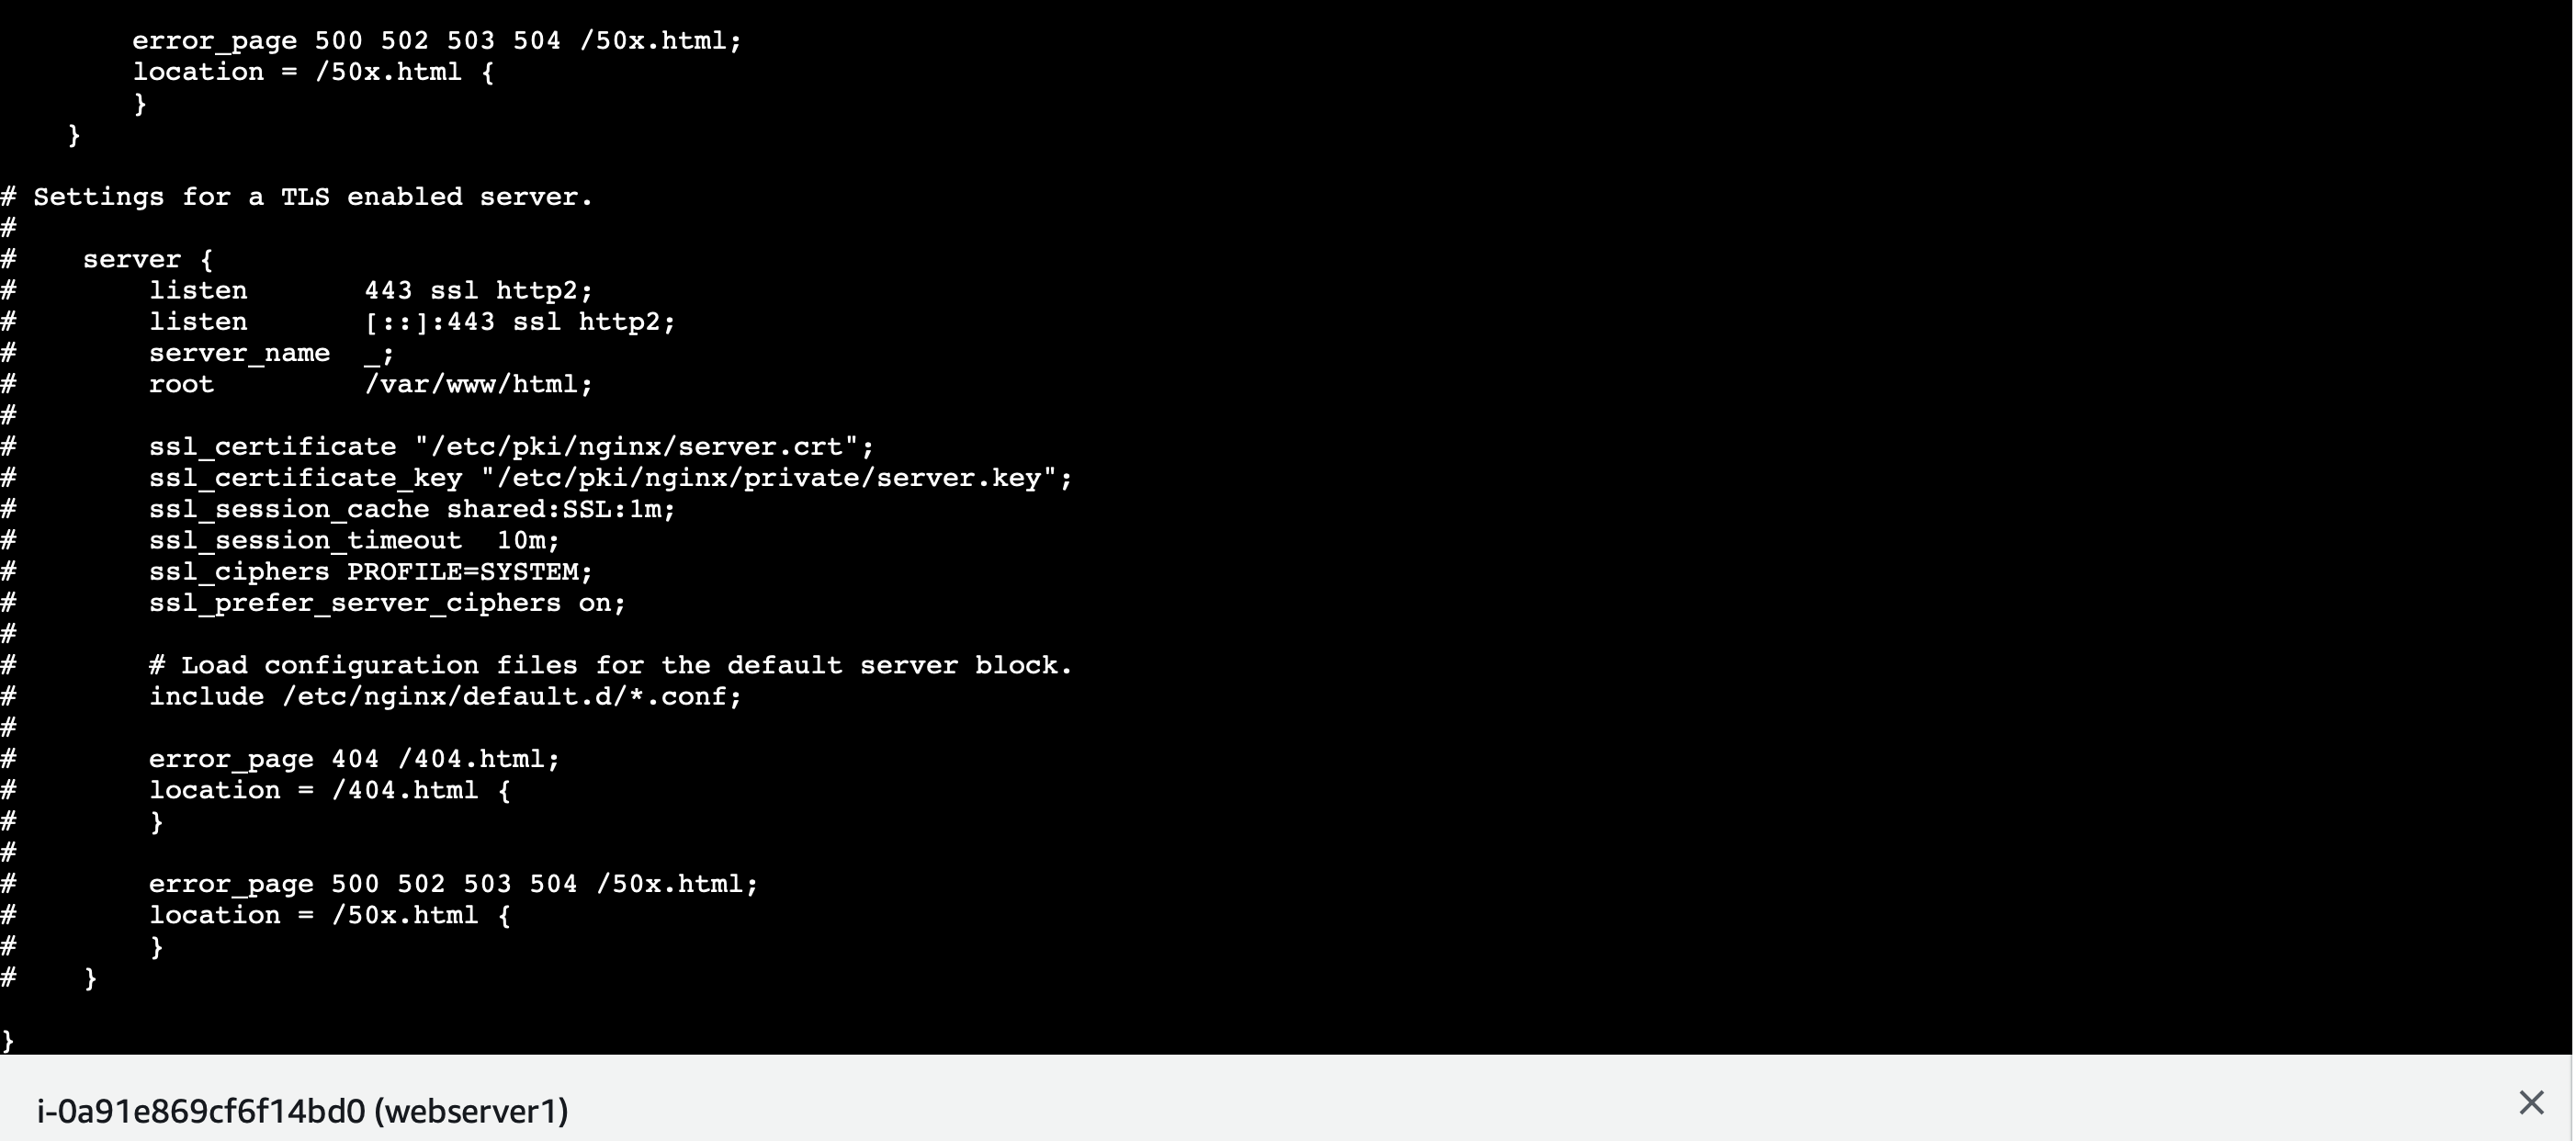 error_page 500 502 503 504 /50x.html;
        location = /50x.html {
        }
    }

# Settings for a TLS enabled server.
#
#    server {
#        listen       443 ssl http2;
#        listen       [::]:443 ssl http2;
#        server_name  _;
#        root         /var/www/html;
#
#        ssl_certificate "/etc/pki/nginx/server.crt";
#        ssl_certificate_key "/etc/pki/nginx/private/server.key";
#        ssl_session_cache shared:SSL:1m;
#        ssl_session_timeout  10m;
#        ssl_ciphers PROFILE=SYSTEM;
#        ssl_prefer_server_ciphers on;
#
#        # Load configuration files for the default server block.
#        include /etc/nginx/default.d/*.conf;
#
#        error_page 404 /404.html;
#        location = /404.html {
#        }
#
#        error_page 500 502 503 504 /50x.html;
#        location = /50x.html {
#        }
#    }

}
i-0a91e869cf6f14bd0 (webserver1)